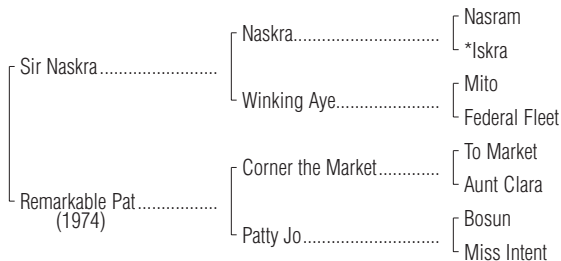 Nasram
Naskra
*Iskra
Sir Naskra
Mito
Winking Aye
Federal Fleet
To Market
Corner the Market
Aunt Clara
Remarkable Pat
(1974)
Bosun
Patty Jo
Miss Intent